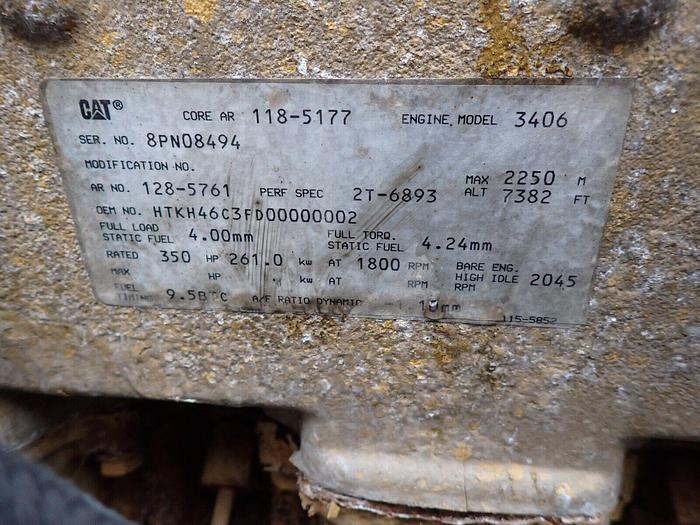 CAT® CORE AR 118-5177 ENGINE MODEL 3406
SER. NO. 8PN08494
MODIFICATION NO.
AR NO. 128-5761 PERF SPEC 2T-6893 MAX ALT 2250 M 7382 FT
OEM NO. HTKH46C3FD00000002
FULL LOAD STATIC FUEL 4.00mm FULL TORQ. STATIC FUEL 4.24mm
RATED 350 HP 261.0 kw AT 1800 RPM BARE ENG. HIGH IDLE 2045 RPM
MAX HP kw AT RPM
FUEL TIMING 9.5B°C A/F RATIO DYNAMIC
115-5852